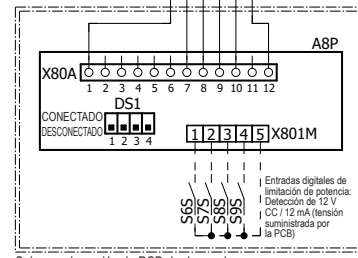 A8P
X80A
1 2 3 4 5 6 7 8 9 10 11 12
DS1
CONECTADO
DESCONECTADO
1 2 3 4
1 2 3 4 5 X801M
S6S
S7S
S8S
S9S
Entradas digitales de
limitación de potencia:
Detección de 12 V
CC / 12 mA (tensión
suministrada por
la PCB)